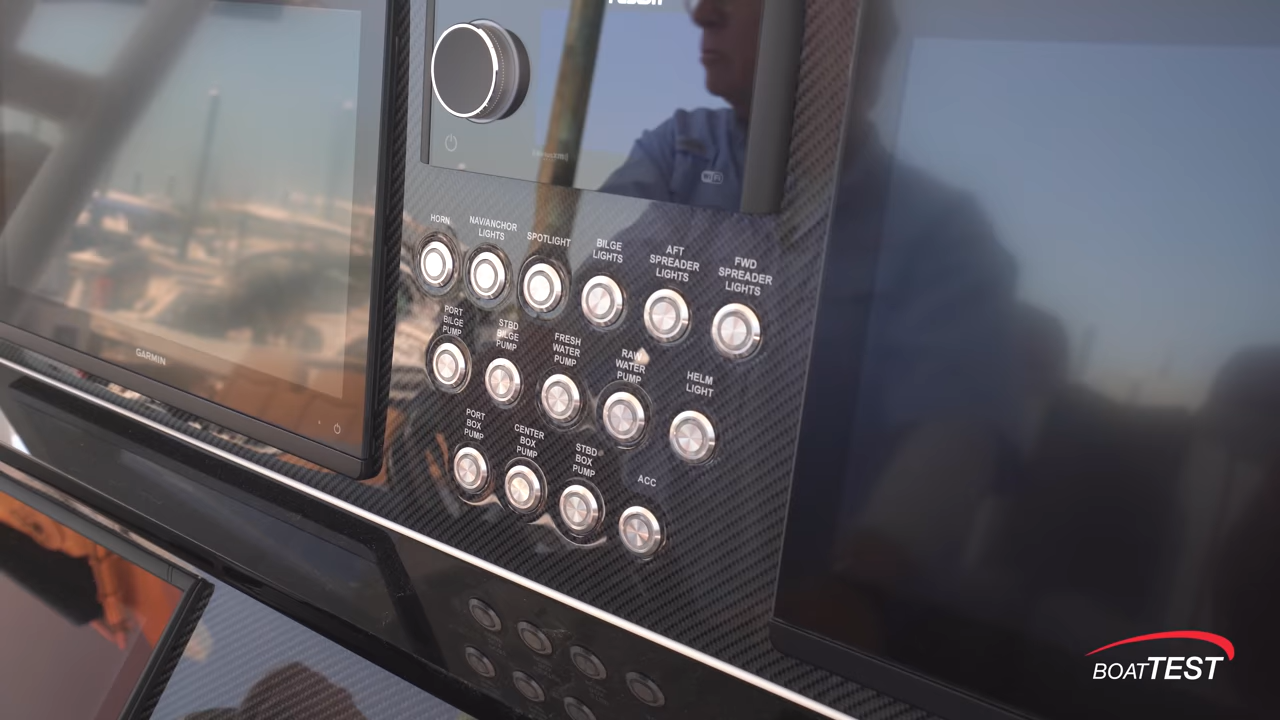 FUSION
WiFi
HORN
NAV/ANCHOR
LIGHTS
SPOTLIGHT
BILGE
LIGHTS
AFT
SPREADER
LIGHTS
FWD
SPREADER
LIGHTS
PORT
BILGE
PUMP
STBD
BILGE
PUMP
FRESH
WATER
PUMP
RAW
WATER
PUMP
HELM
LIGHT
PORT
BOX
PUMP
CENTER
BOX
PUMP
STBD
BOX
PUMP
ACC
GARMIN
BOATTEST